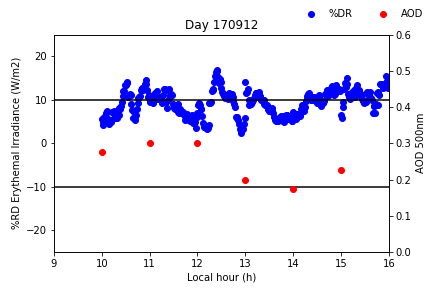 %DR AOD
Day 170912
%RD Erythermal Irradiance (W/m2)
20
10
0
−10
−20
0.6
0.5
0.4
0.3
0.2
0.1
0.0
AOD 500nm
9 10 11 12 13 14 15 16
Local hour (h)